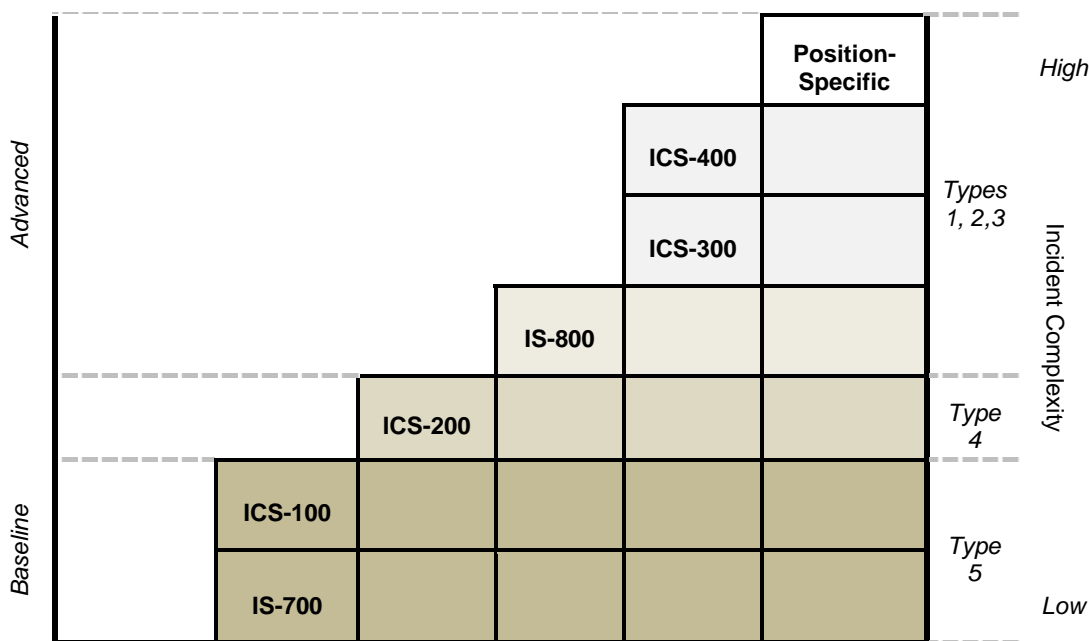 Position-
Specific
High
ICS-400
Advanced
Types
1, 2,3
ICS-300
Incident Complexity
IS-800
ICS-200
Type
4
ICS-100
Baseline
Type
5
IS-700
Low